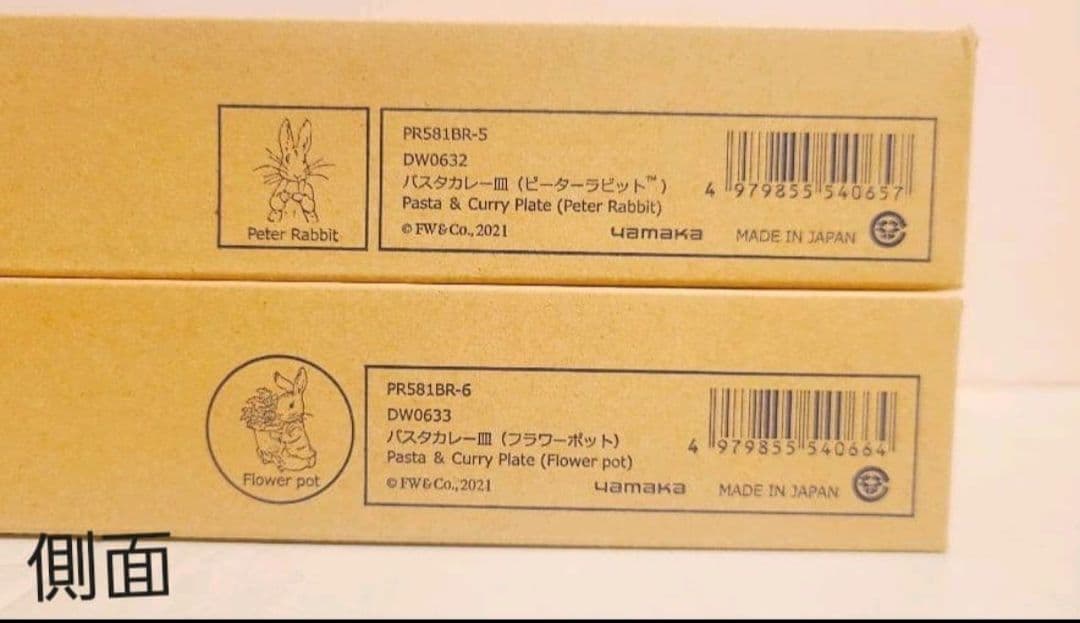 Peter Rabbit
PR581BR-5
DW0632
パスタカレー皿（ピーターラビット™）
Pasta & Curry Plate (Peter Rabbit)
© FW&Co., 2021
yamaka
MADE IN JAPAN
4 979855 540657
Flower pot
PR581BR-6
DW0633
パスタカレー皿（フラワーポット）
Pasta & Curry Plate (Flower pot)
© FW&Co., 2021
yamaka
MADE IN JAPAN
4 979855 540664
側面